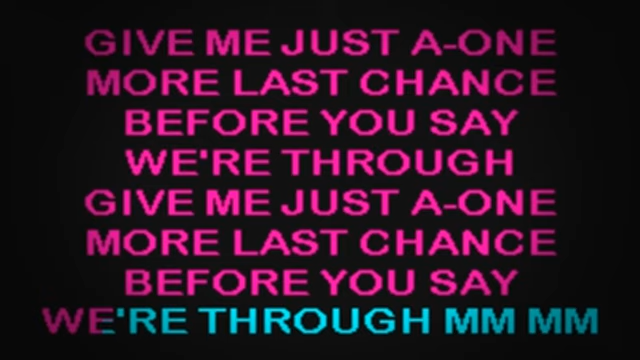 GIVE ME JUST A-ONE
MORE LAST CHANCE
BEFORE YOU SAY
WE'RE THROUGH
GIVE ME JUST A-ONE
MORE LAST CHANCE
BEFORE YOU SAY
WE'RE THROUGH MM MM